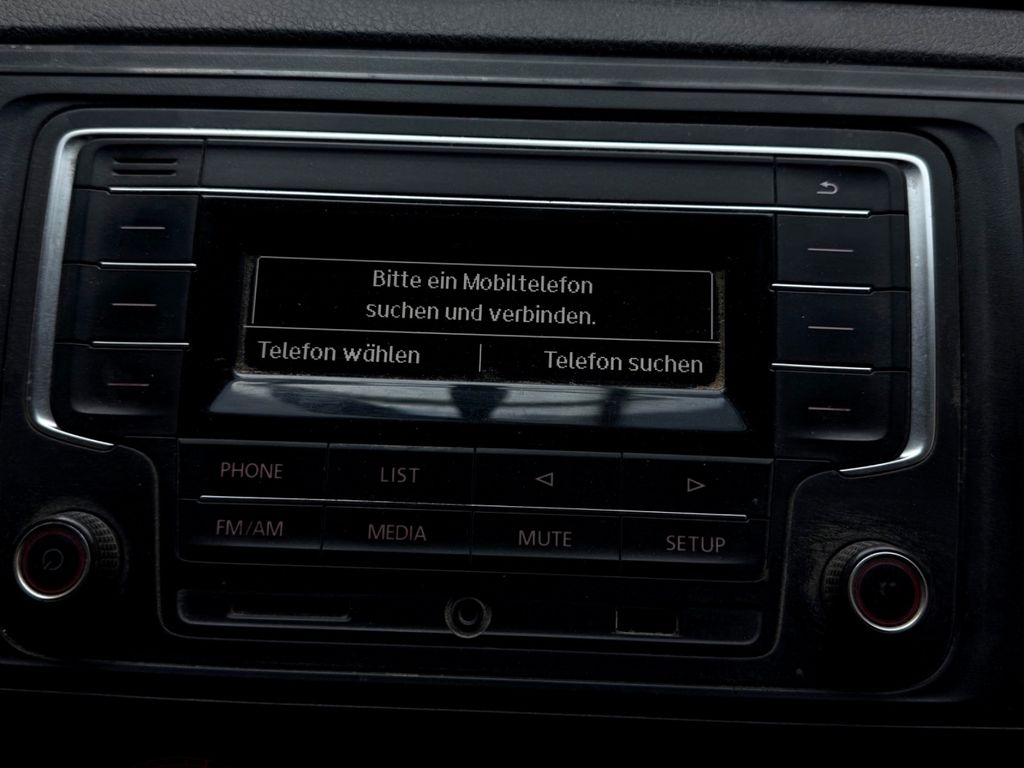 Bitte ein Mobiltelefon
suchen und verbinden.
Telefon wählen Telefon suchen
PHONE LIST
FM/AM MEDIA MUTE SETUP